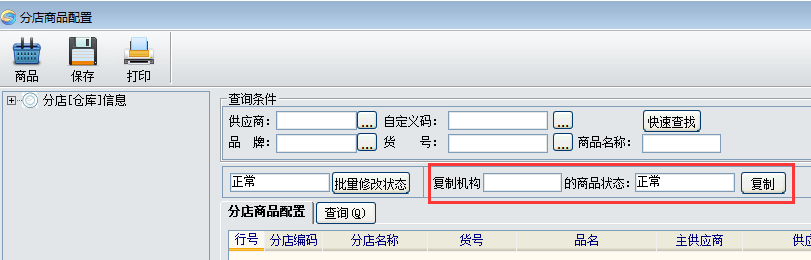 分店商品配置
商品 保存 打印
分店[仓库]信息
查询条件
供应商： ... 自定义码： ... 快速查找
品 牌： ... 货 号： ... 商品名称：
正常 批量修改状态 复制机构 的商品状态：正常 复制
分店商品配置 查询(Q)
行号 分店编码 分店名称 货号 品名 主供应商 供应